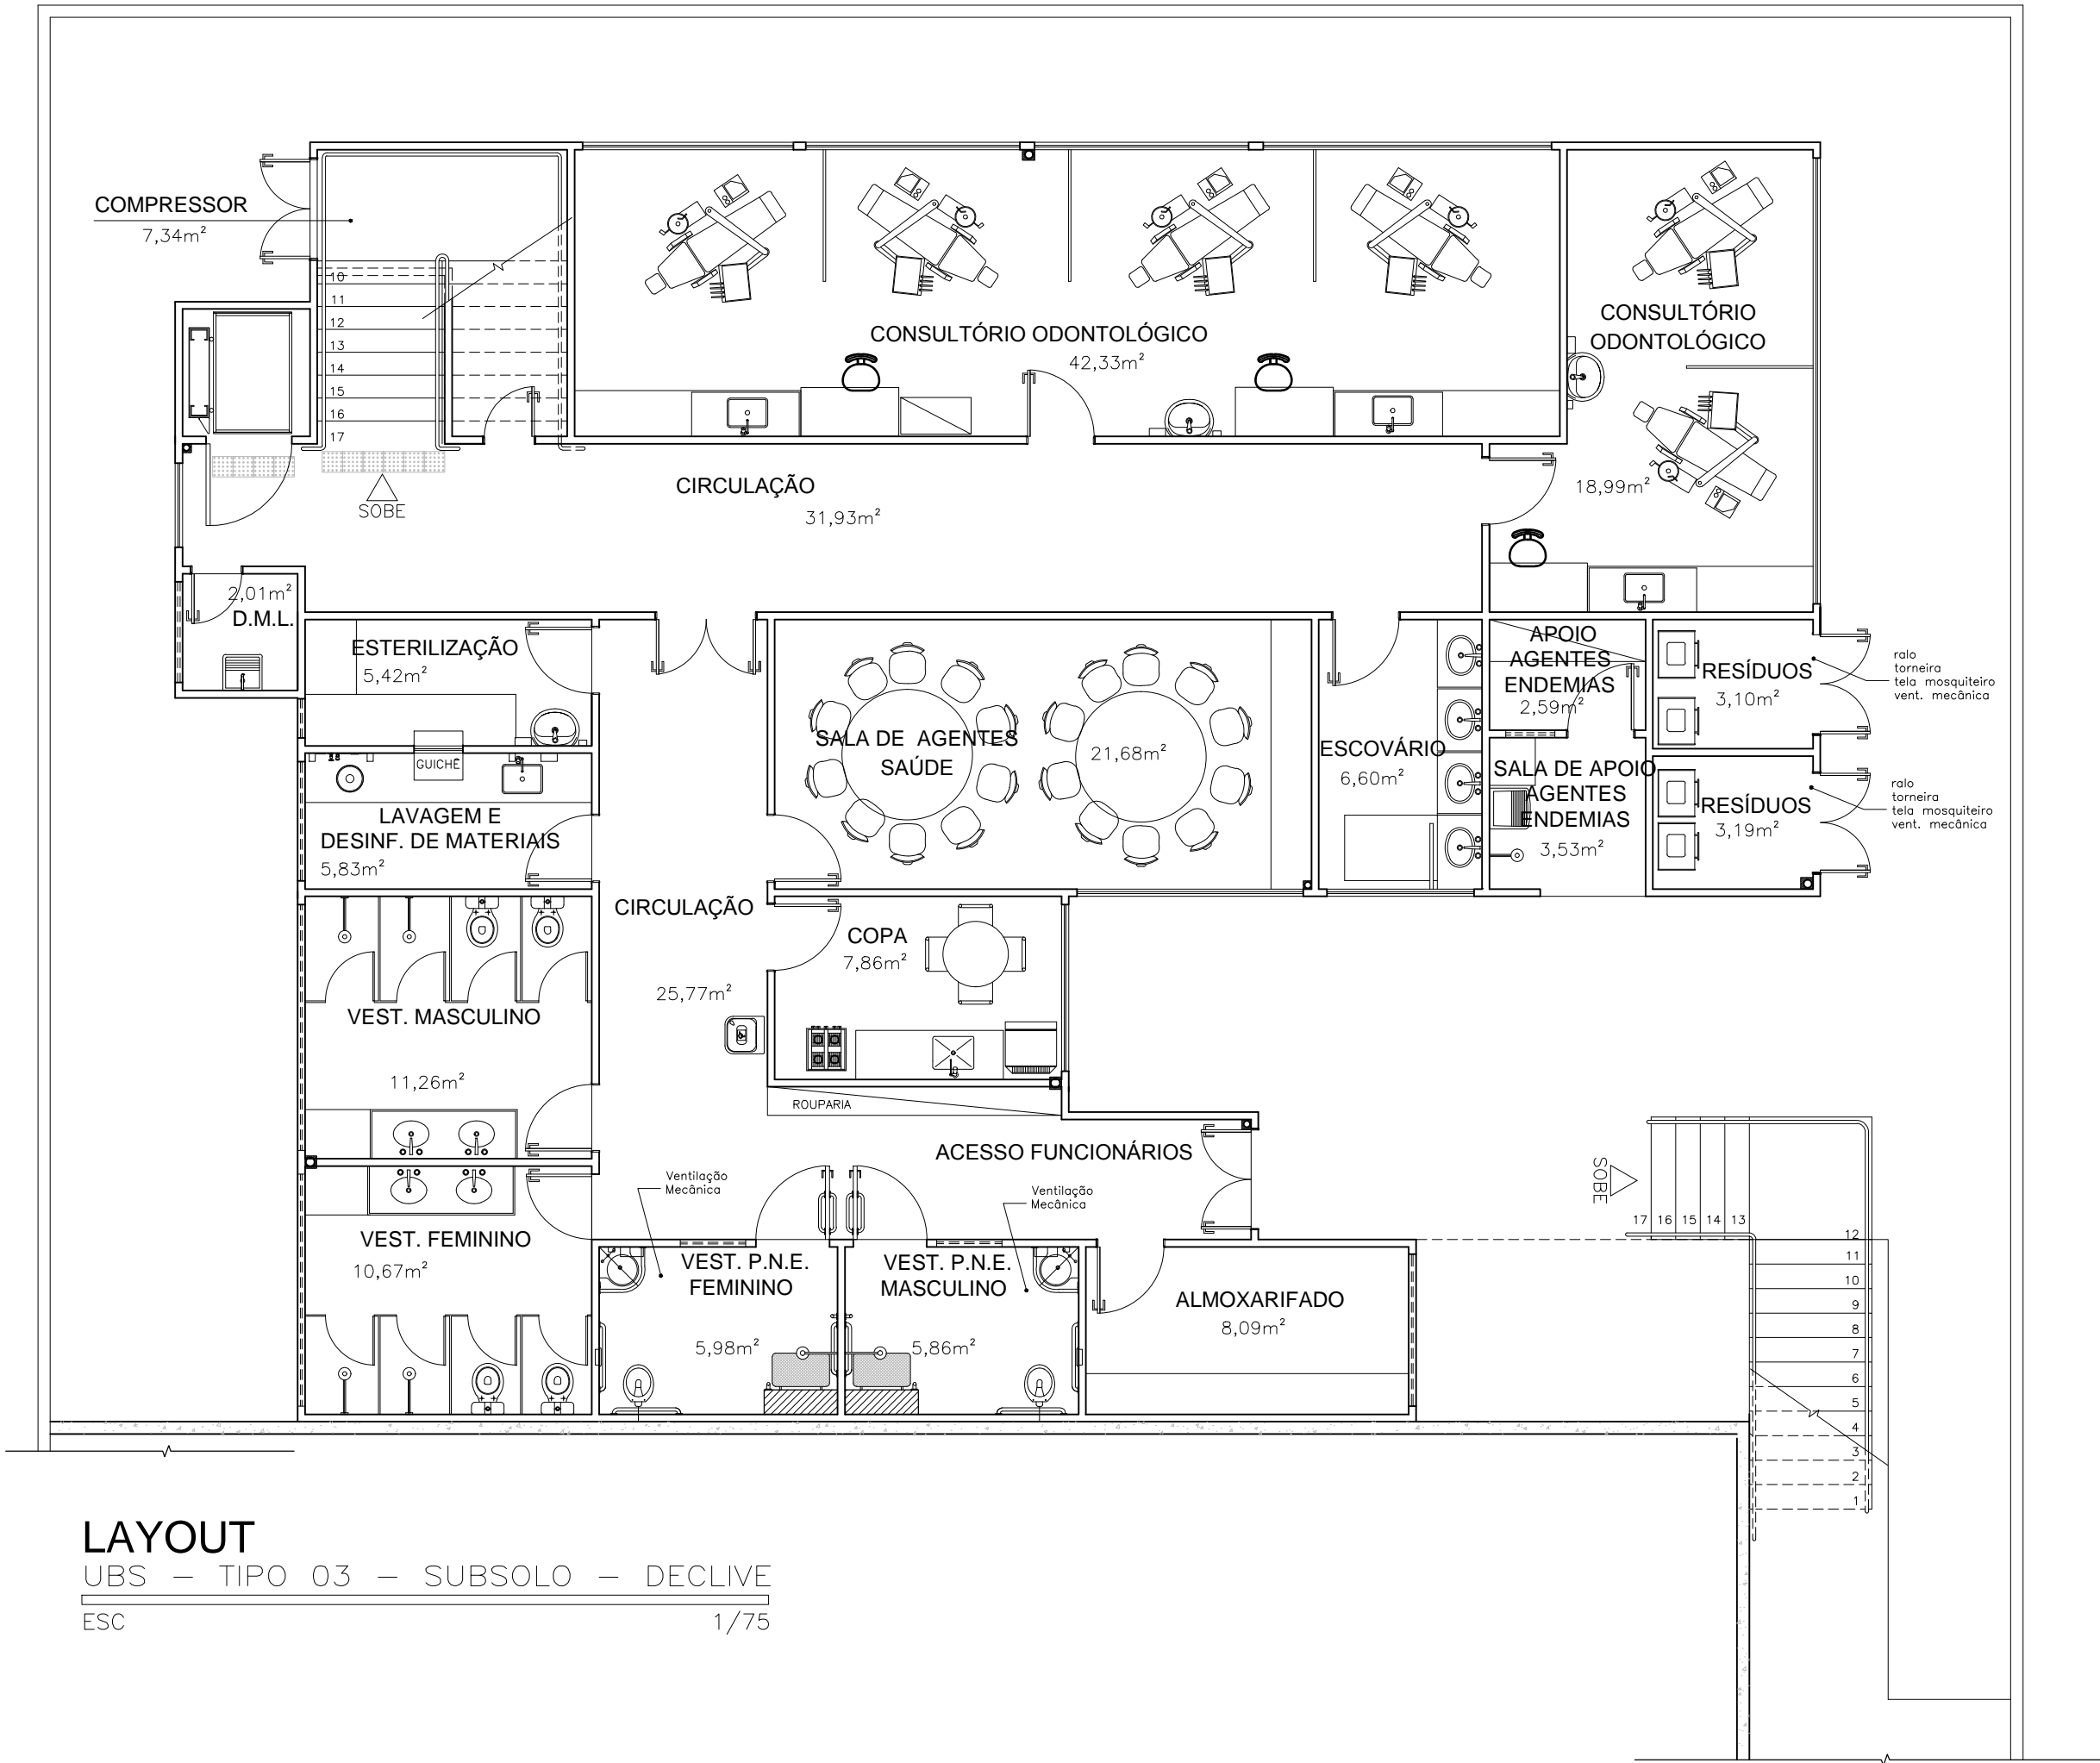 COMPRESSOR
7,34m²
10
11
12
13
14
15
16
17
SOBE
CONSULTÓRIO ODONTOLÓGICO
42,33m²
CONSULTÓRIO
ODONTOLÓGICO
18,99m²
CIRCULAÇÃO
31,93m²
2,01m²
D.M.L.
ESTERILIZAÇÃO
5,42m²
GUICHÊ
LAVAGEM E
DESINF. DE MATERIAIS
5,83m²
SALA DE AGENTES
SAÚDE
21,68m²
ESCOVÁRIO
6,60m²
APOIO
AGENTES
ENDEMIAS
2,59m²
SALA DE APOIO
AGENTES
ENDEMIAS
3,53m²
RESÍDUOS
3,10m²
ralo
torneira
tela mosquiteiro
vent. mecânica
RESÍDUOS
3,19m²
ralo
torneira
tela mosquiteiro
vent. mecânica
CIRCULAÇÃO
25,77m²
COPA
7,86m²
ROUPARIA
VEST. MASCULINO
11,26m²
ACESSO FUNCIONÁRIOS
Ventilação
Mecânica
Ventilação
Mecânica
VEST. FEMININO
10,67m²
VEST. P.N.E.
FEMININO
5,98m²
VEST. P.N.E.
MASCULINO
5,86m²
ALMOXARIFADO
8,09m²
SOBE
17 16 15 14 13
12
11
10
9
8
7
6
5
4
3
2
1
LAYOUT
UBS - TIPO 03 - SUBSOLO - DECLIVE
ESC 1/75